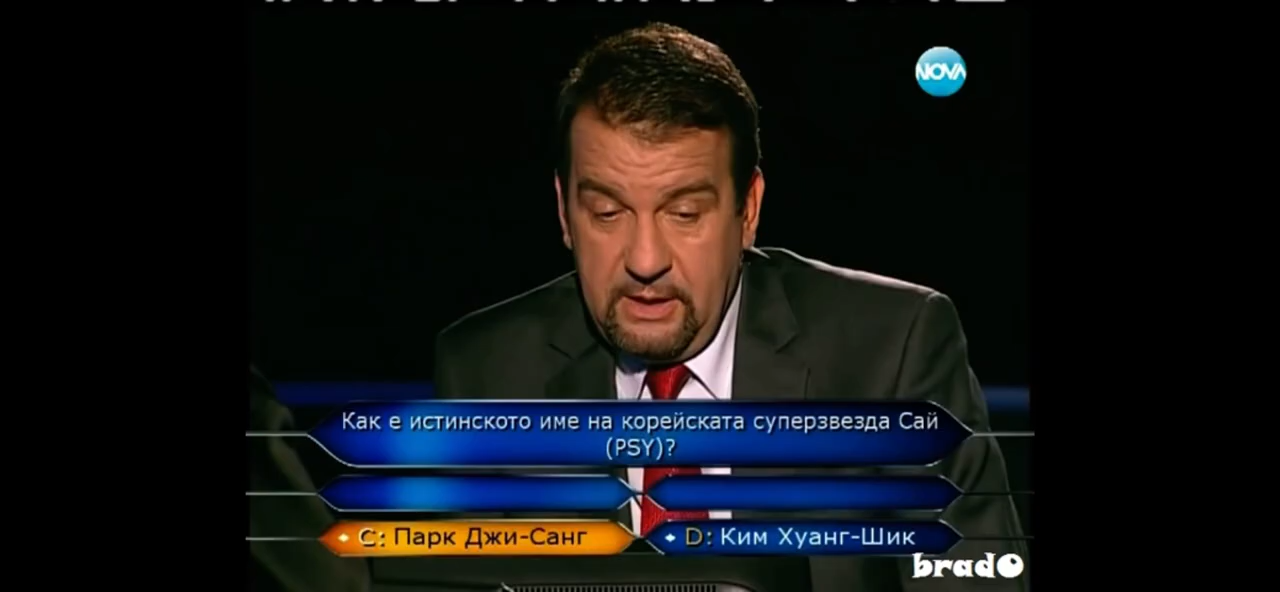 NOVA
Как е истинското име на корейската суперзвезда Сай
(PSY)?
C: Парк Джи-Санг
D: Ким Хуанг-Шик
bradO